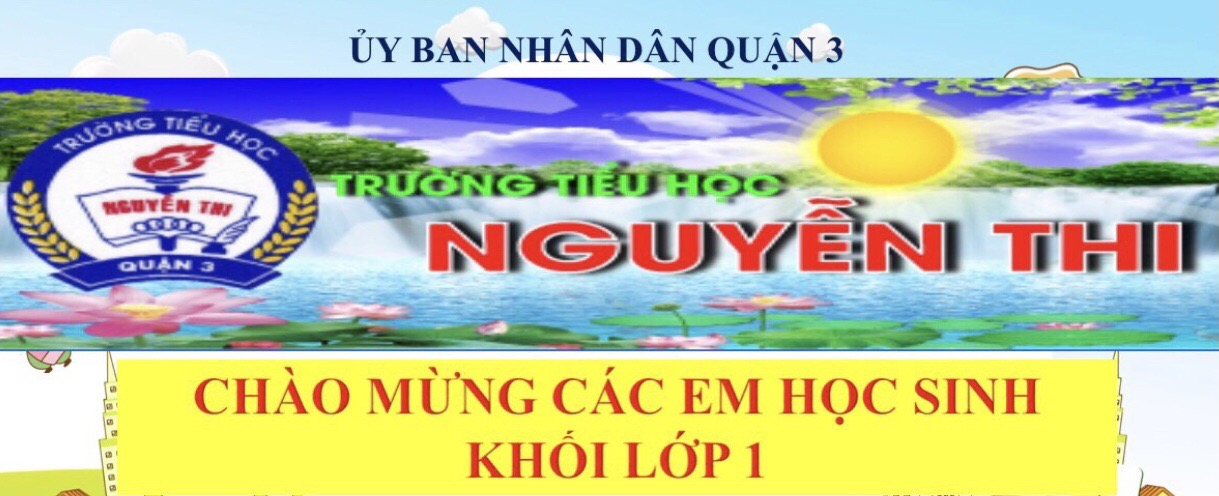 ỦY BAN NHÂN DÂN QUẬN 3
TRƯỜNG TIỂU HỌC
NGUYỄN THI
QUẬN 3
TRƯỜNG TIỂU HỌC
NGUYỄN THI
CHÀO MỪNG CÁC EM HỌC SINH
KHỐI LỚP 1